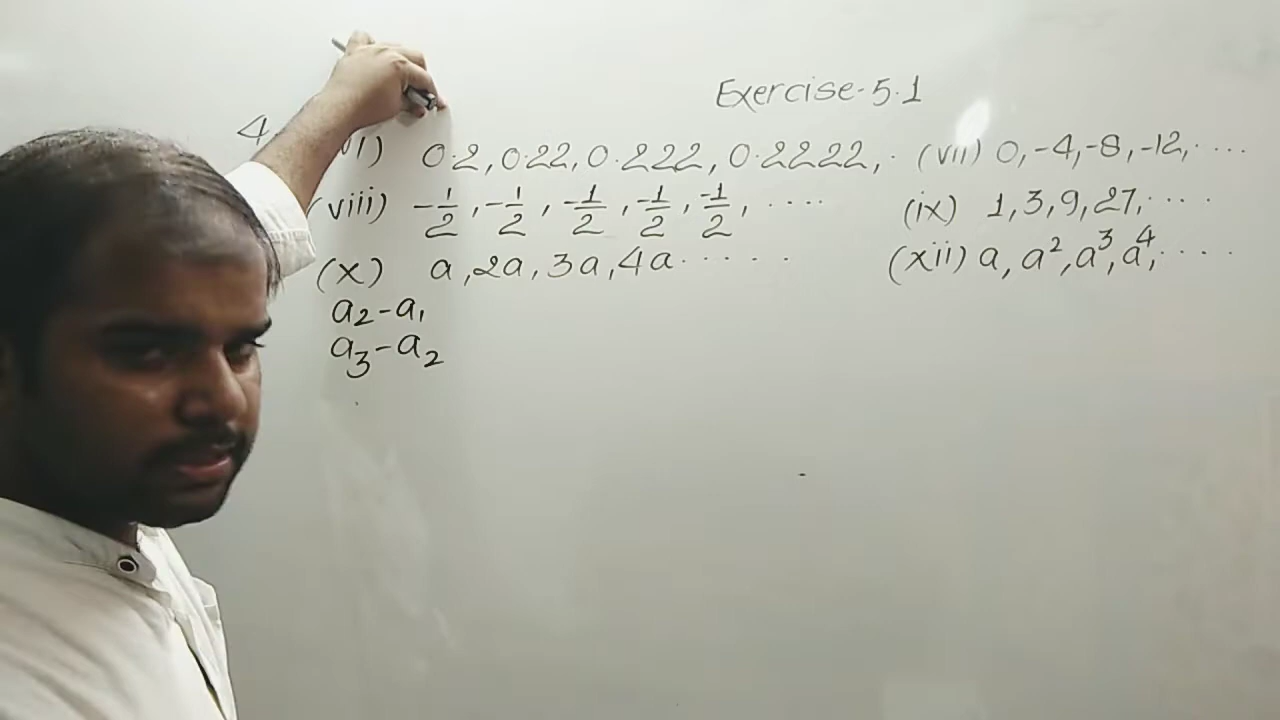 Exercise-5.1
4. vi) 0.2, 0.22, 0.222, 0.2222, . (vii) 0, -4, -8, -12, ....
(viii) -1/2, -1/2, -1/2, -1/2, -1/2, .... (ix) 1, 3, 9, 27, ....
(x) a, 2a, 3a, 4a ..... (xii) a, a², a³, a⁴, ....
a₂-a₁
a₃-a₂